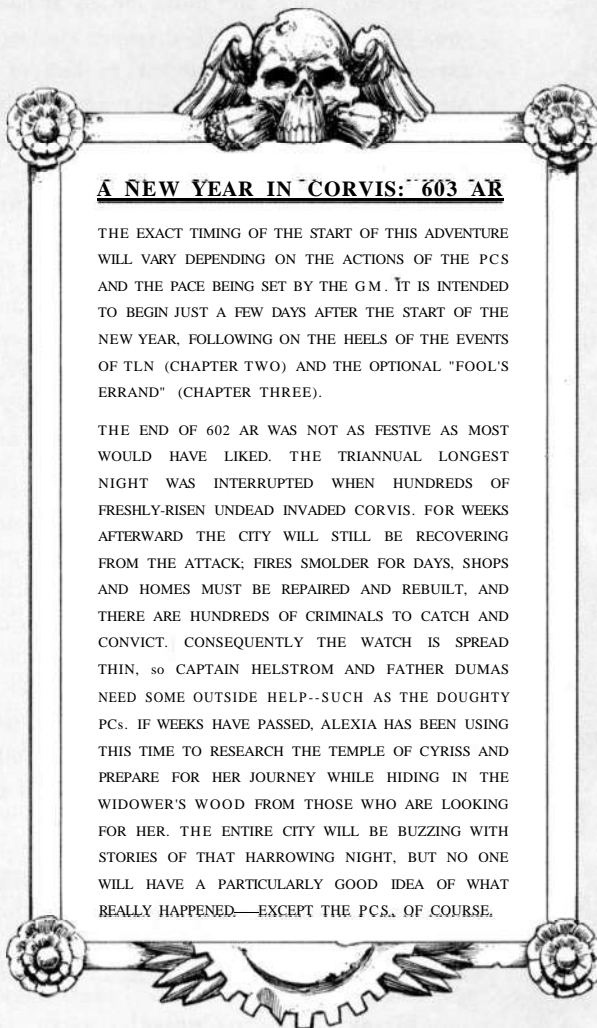 A NEW YEAR IN CORVIS: 603 AR
THE EXACT TIMING OF THE START OF THIS ADVENTURE
WILL VARY DEPENDING ON THE ACTIONS OF THE PCS
AND THE PACE BEING SET BY THE GM. IT IS INTENDED
TO BEGIN JUST A FEW DAYS AFTER THE START OF THE
NEW YEAR, FOLLOWING ON THE HEELS OF THE EVENTS
OF TLN (CHAPTER TWO) AND THE OPTIONAL "FOOL'S
ERRAND" (CHAPTER THREE).
THE END OF 602 AR WAS NOT AS FESTIVE AS MOST
WOULD HAVE LIKED. THE TRIANNUAL LONGEST
NIGHT WAS INTERRUPTED WHEN HUNDREDS OF
FRESHLY-RISEN UNDEAD INVADED CORVIS. FOR WEEKS
AFTERWARD THE CITY WILL STILL BE RECOVERING
FROM THE ATTACK; FIRES SMOLDER FOR DAYS, SHOPS
AND HOMES MUST BE REPAIRED AND REBUILT, AND
THERE ARE HUNDREDS OF CRIMINALS TO CATCH AND
CONVICT. CONSEQUENTLY THE WATCH IS SPREAD
THIN, so CAPTAIN HELSTROM AND FATHER DUMAS
NEED SOME OUTSIDE HELP--SUCH AS THE DOUGHTY
PCs. IF WEEKS HAVE PASSED, ALEXIA HAS BEEN USING
THIS TIME TO RESEARCH THE TEMPLE OF CYRISS AND
PREPARE FOR HER JOURNEY WHILE HIDING IN THE
WIDOWER'S WOOD FROM THOSE WHO ARE LOOKING
FOR HER. THE ENTIRE CITY WILL BE BUZZING WITH
STORIES OF THAT HARROWING NIGHT, BUT NO ONE
WILL HAVE A PARTICULARLY GOOD IDEA OF WHAT
REALLY HAPPENED—EXCEPT THE PCS, OF COURSE.